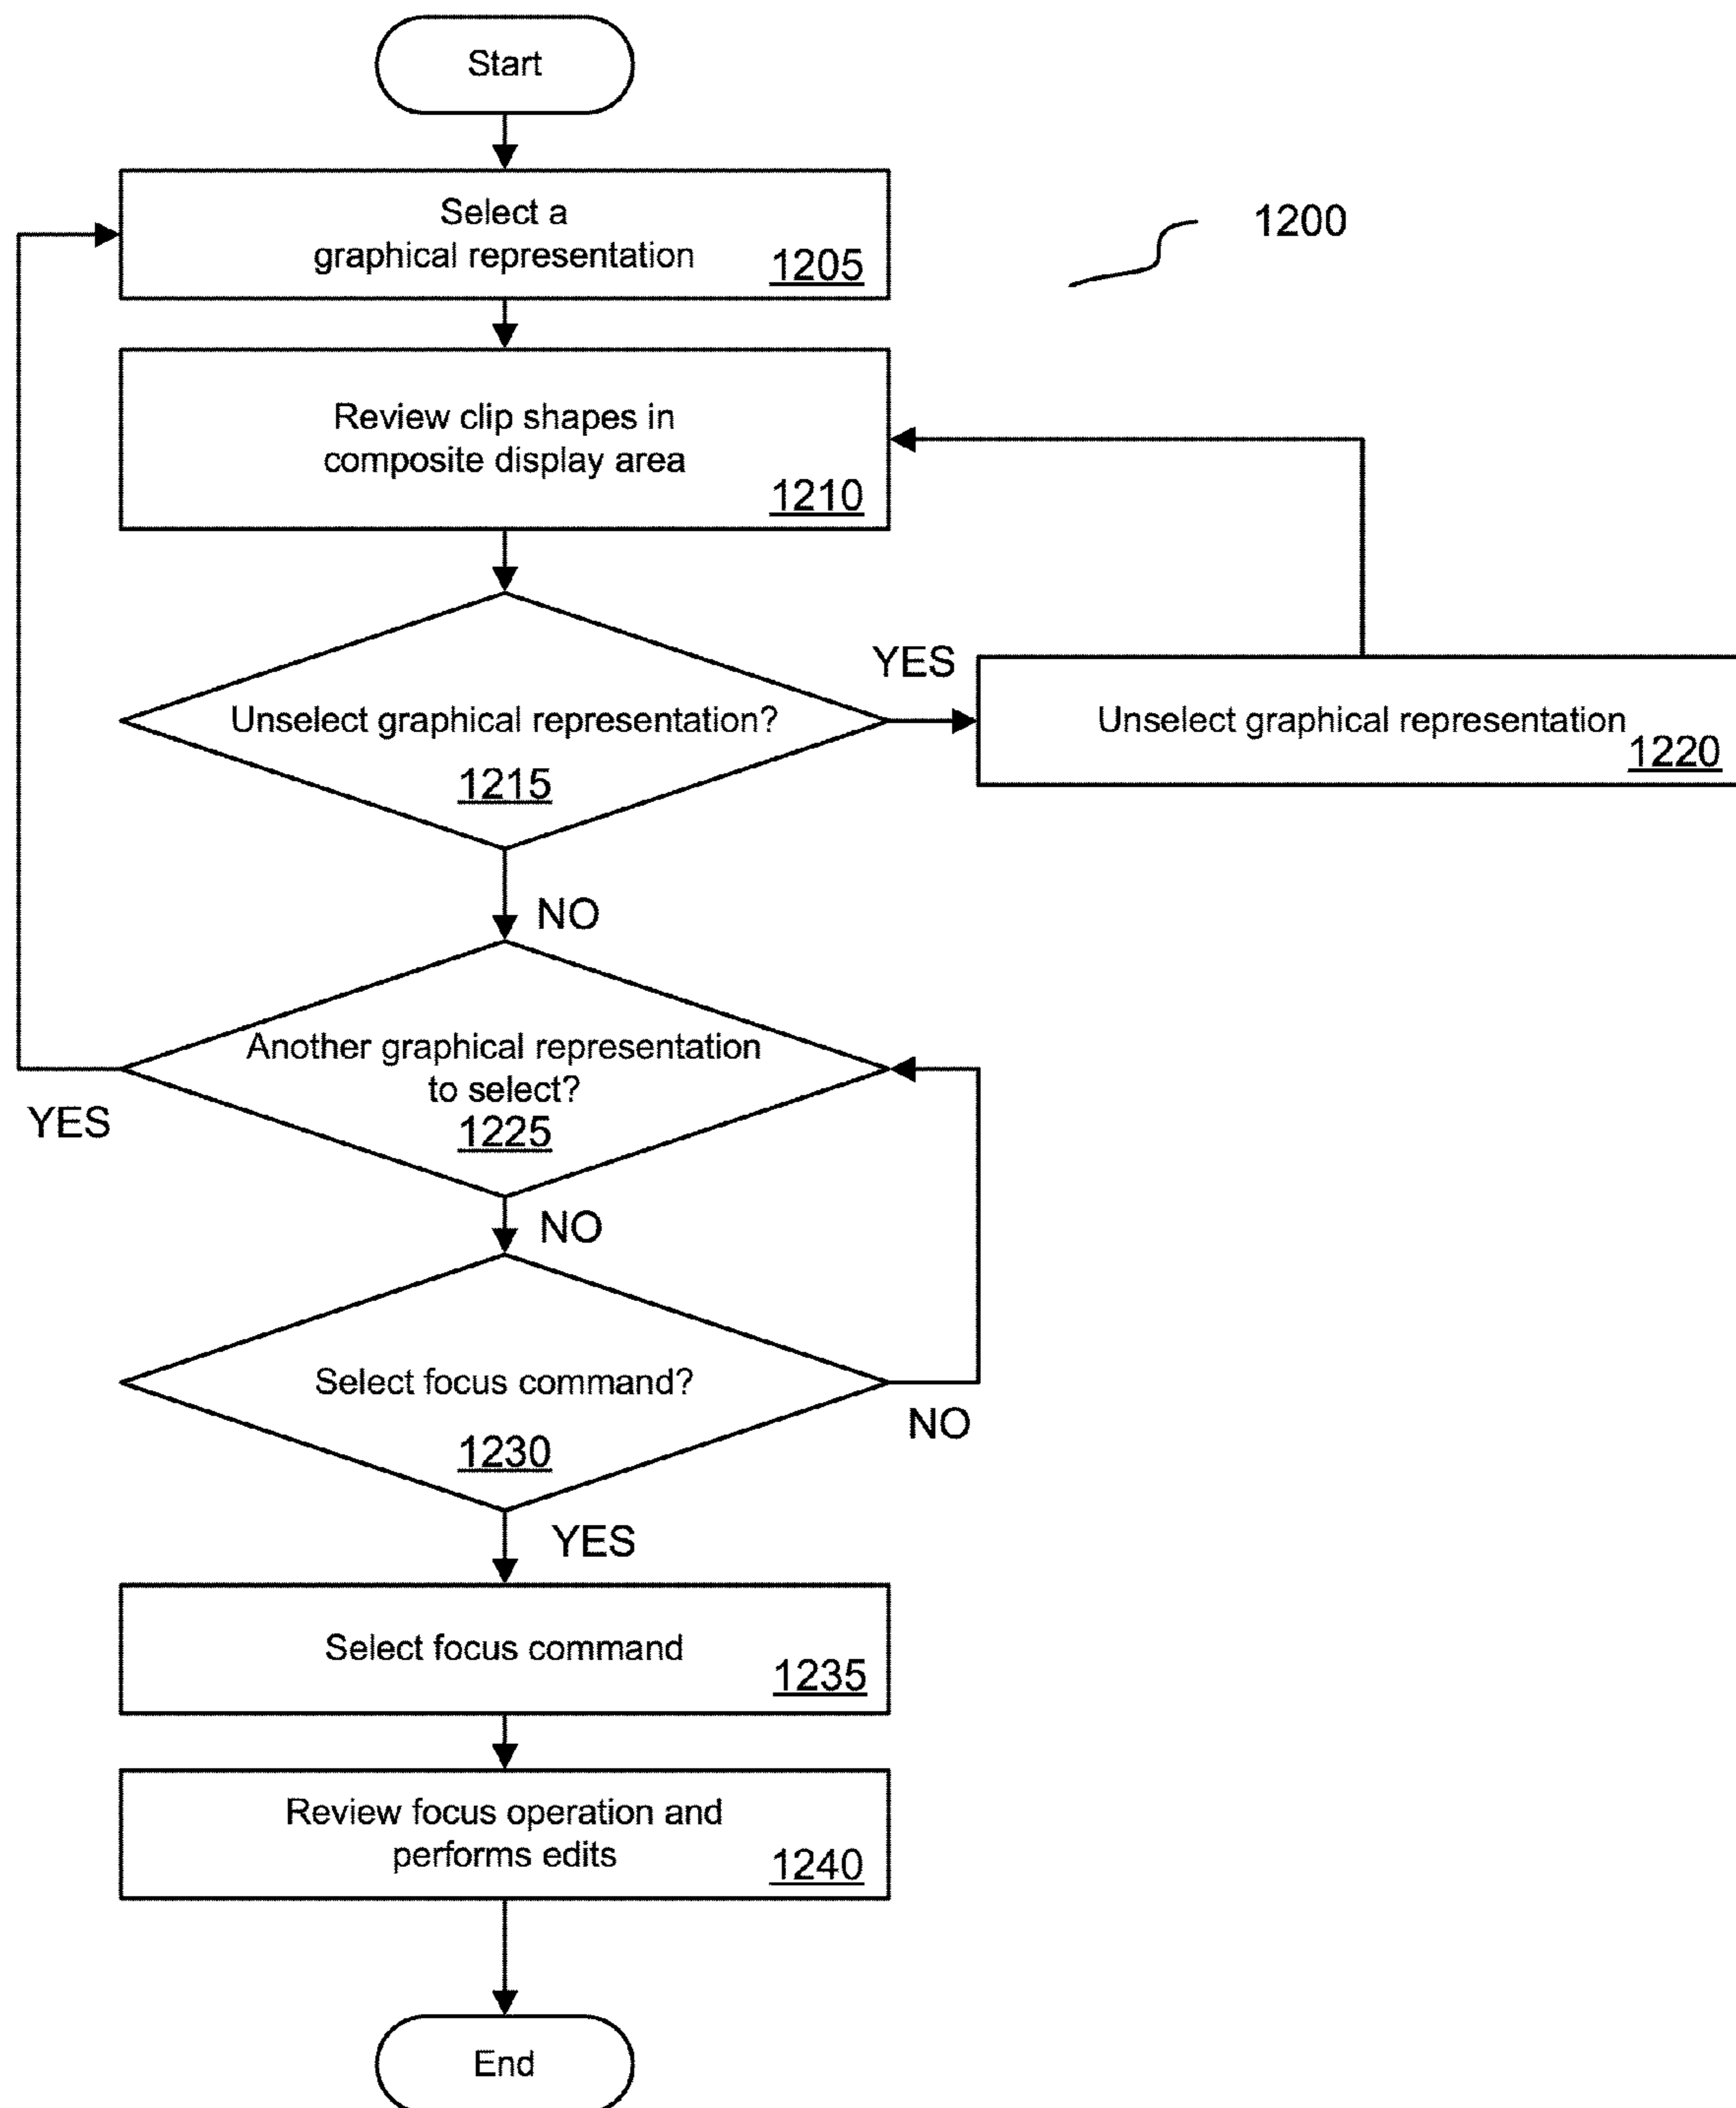 Start
Select a
graphical representation
1205
1200
Review clip shapes in
composite display area
1210
YES
Unselect graphical representation?
1215
Unselect graphical representation
1220
NO
Another graphical representation
to select?
1225
YES
NO
Select focus command?
1230
NO
YES
Select focus command
1235
Review focus operation and
performs edits
1240
End